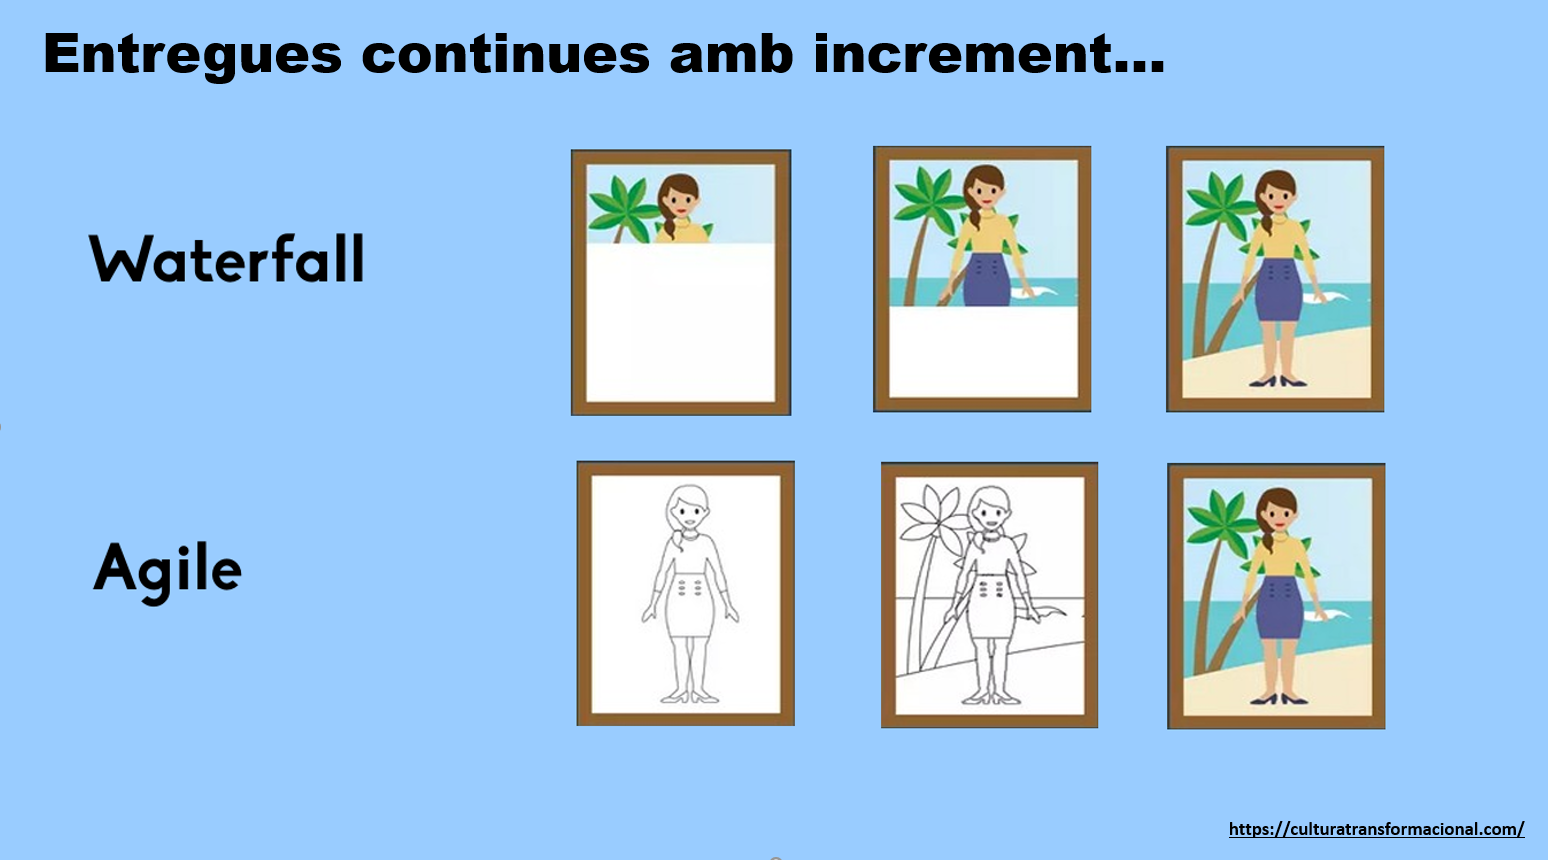 Entregues continues amb increment...
Waterfall
Agile
https://culturatransformacional.com/